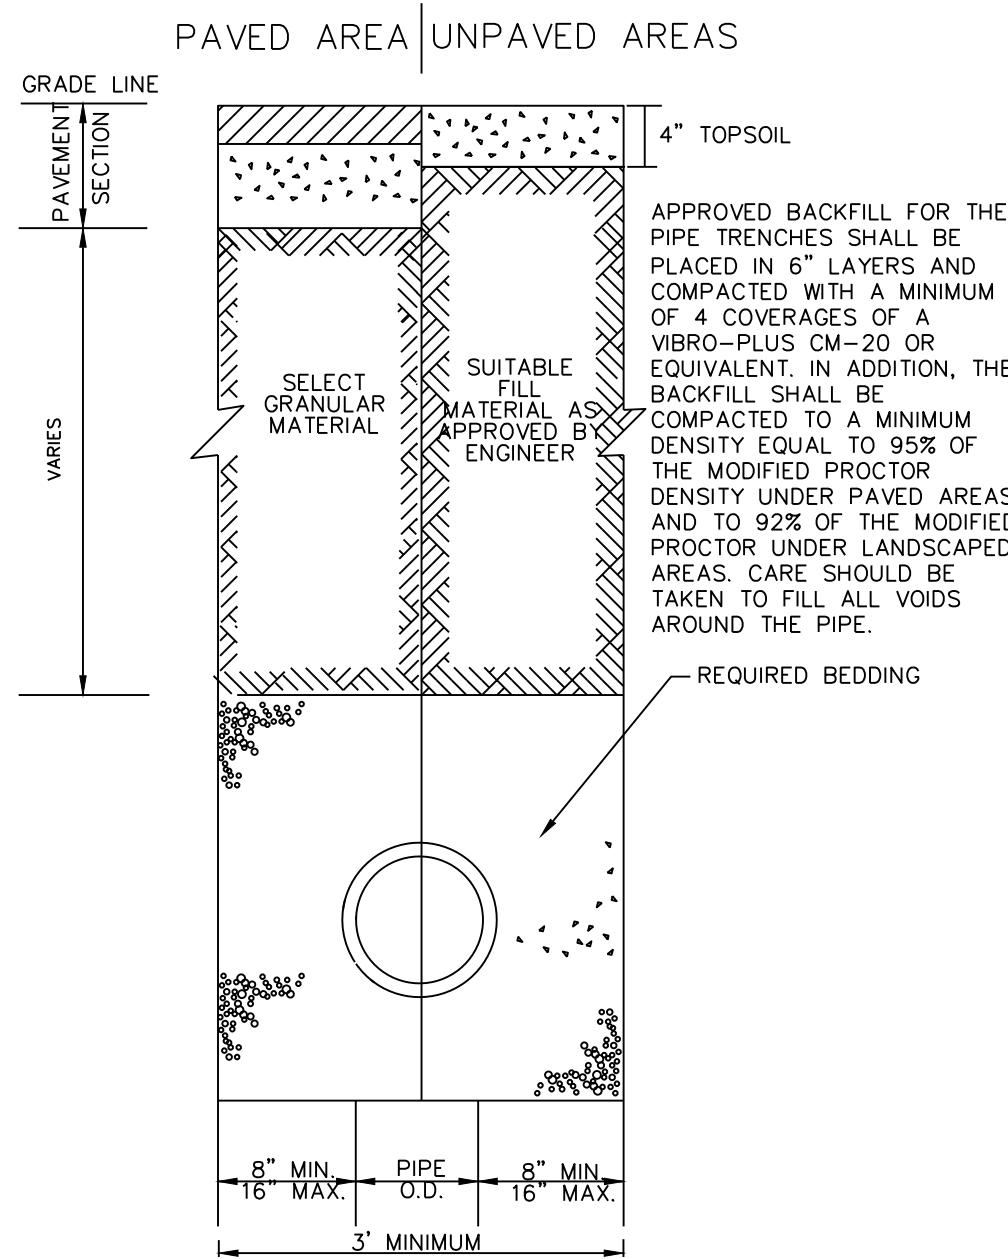 PAVED AREA
UNPAVED AREAS
GRADE LINE
PAVEMENT
SECTION
4" TOPSOIL
APPROVED BACKFILL FOR THE
PIPE TRENCHES SHALL BE
PLACED IN 6" LAYERS AND
COMPACTED WITH A MINIMUM
OF 4 COVERAGES OF A
VIBRO-PLUS CM-20 OR
EQUIVALENT. IN ADDITION, THE
BACKFILL SHALL BE
COMPACTED TO A MINIMUM
DENSITY EQUAL TO 95% OF
THE MODIFIED PROCTOR
DENSITY UNDER PAVED AREAS
AND TO 92% OF THE MODIFIED
PROCTOR UNDER LANDSCAPED
AREAS. CARE SHOULD BE
TAKEN TO FILL ALL VOIDS
AROUND THE PIPE.
VARIES
SELECT
GRANULAR
MATERIAL
SUITABLE
FILL
MATERIAL AS
APPROVED BY
ENGINEER
REQUIRED BEDDING
8" MIN.
16" MAX.
PIPE
O.D.
8" MIN.
16" MAX.
3' MINIMUM